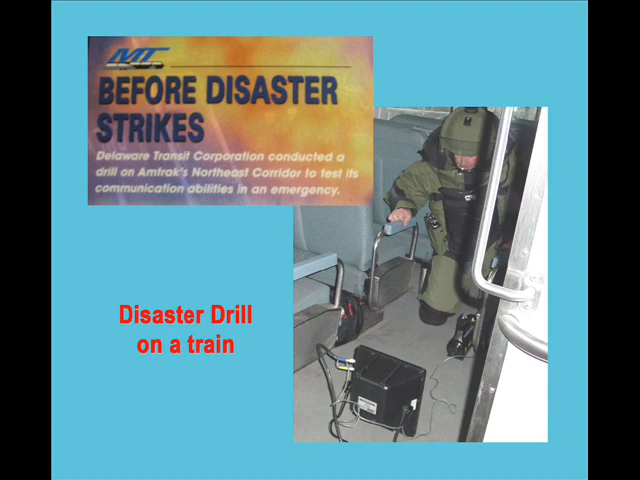 MT
BEFORE DISASTER
STRIKES
Delaware Transit Corporation conducted a
drill on Amtrak's Northeast Corridor to test its
communication abilities in an emergency.
Disaster Drill
on a train